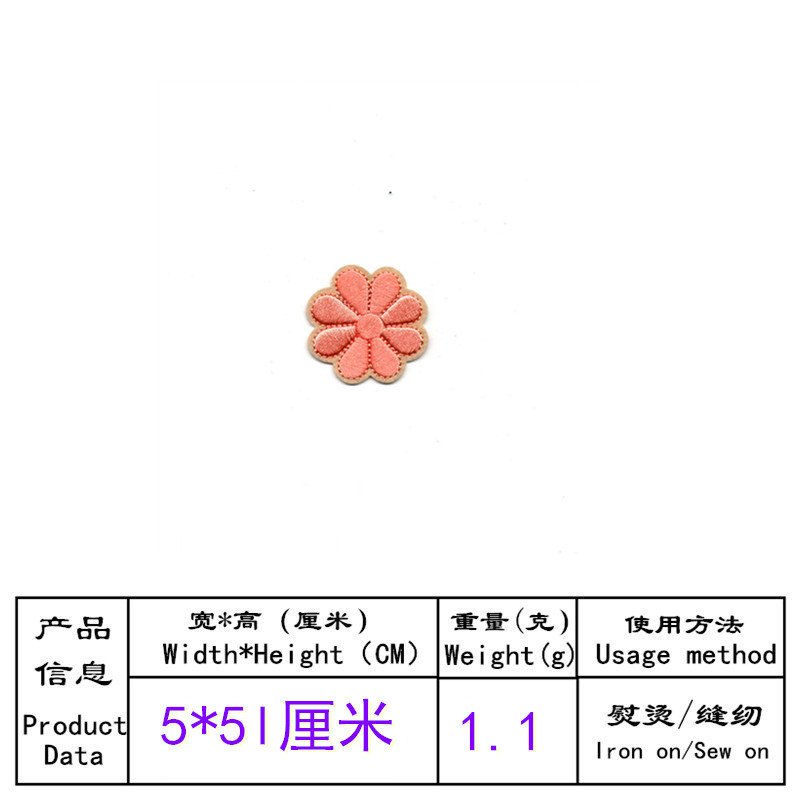 产品
信息
Product
Data
宽*高 (厘米)
Width*Height (CM)
5*5l厘米
重量(克)
Weight(g)
1.1
使用方法
Usage method
熨烫/缝纫
Iron on/Sew on